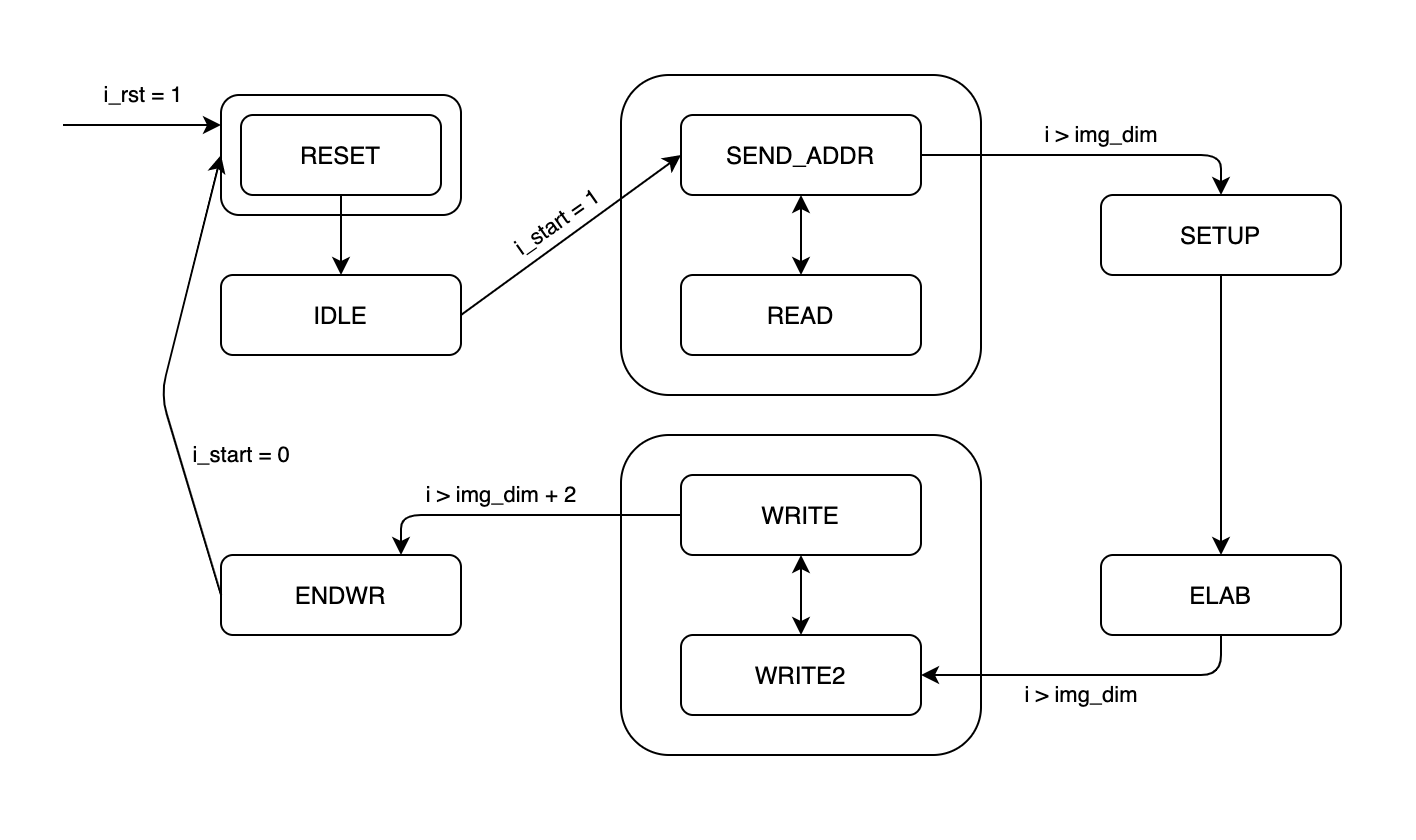 i_rst = 1
RESET
IDLE
i_start = 1
SEND_ADDR
READ
i > img_dim
SETUP
ELAB
i > img_dim
WRITE
WRITE2
i > img_dim + 2
ENDWR
i_start = 0